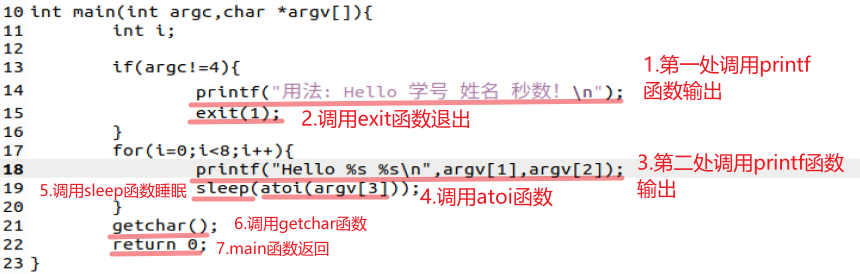 10 int main(int argc,char *argv[]){
11 int i;
12
13 if(argc!=4){
1.第一处调用printf
函数输出
14 printf("用法: Hello 学号 姓名 秒数! \n");
15 exit(1);
2.调用exit函数退出
16 }
17 for(i=0;i<8;i++){
18 printf("Hello %s %s\n",argv[1],argv[2]);
3.第二处调用printf函数
输出
5.调用sleep函数睡眠
19 sleep(atoi(argv[3]));
4.调用atoi函数
20 }
21 getchar();
6.调用getchar函数
22 return 0;
7.main函数返回
23 }